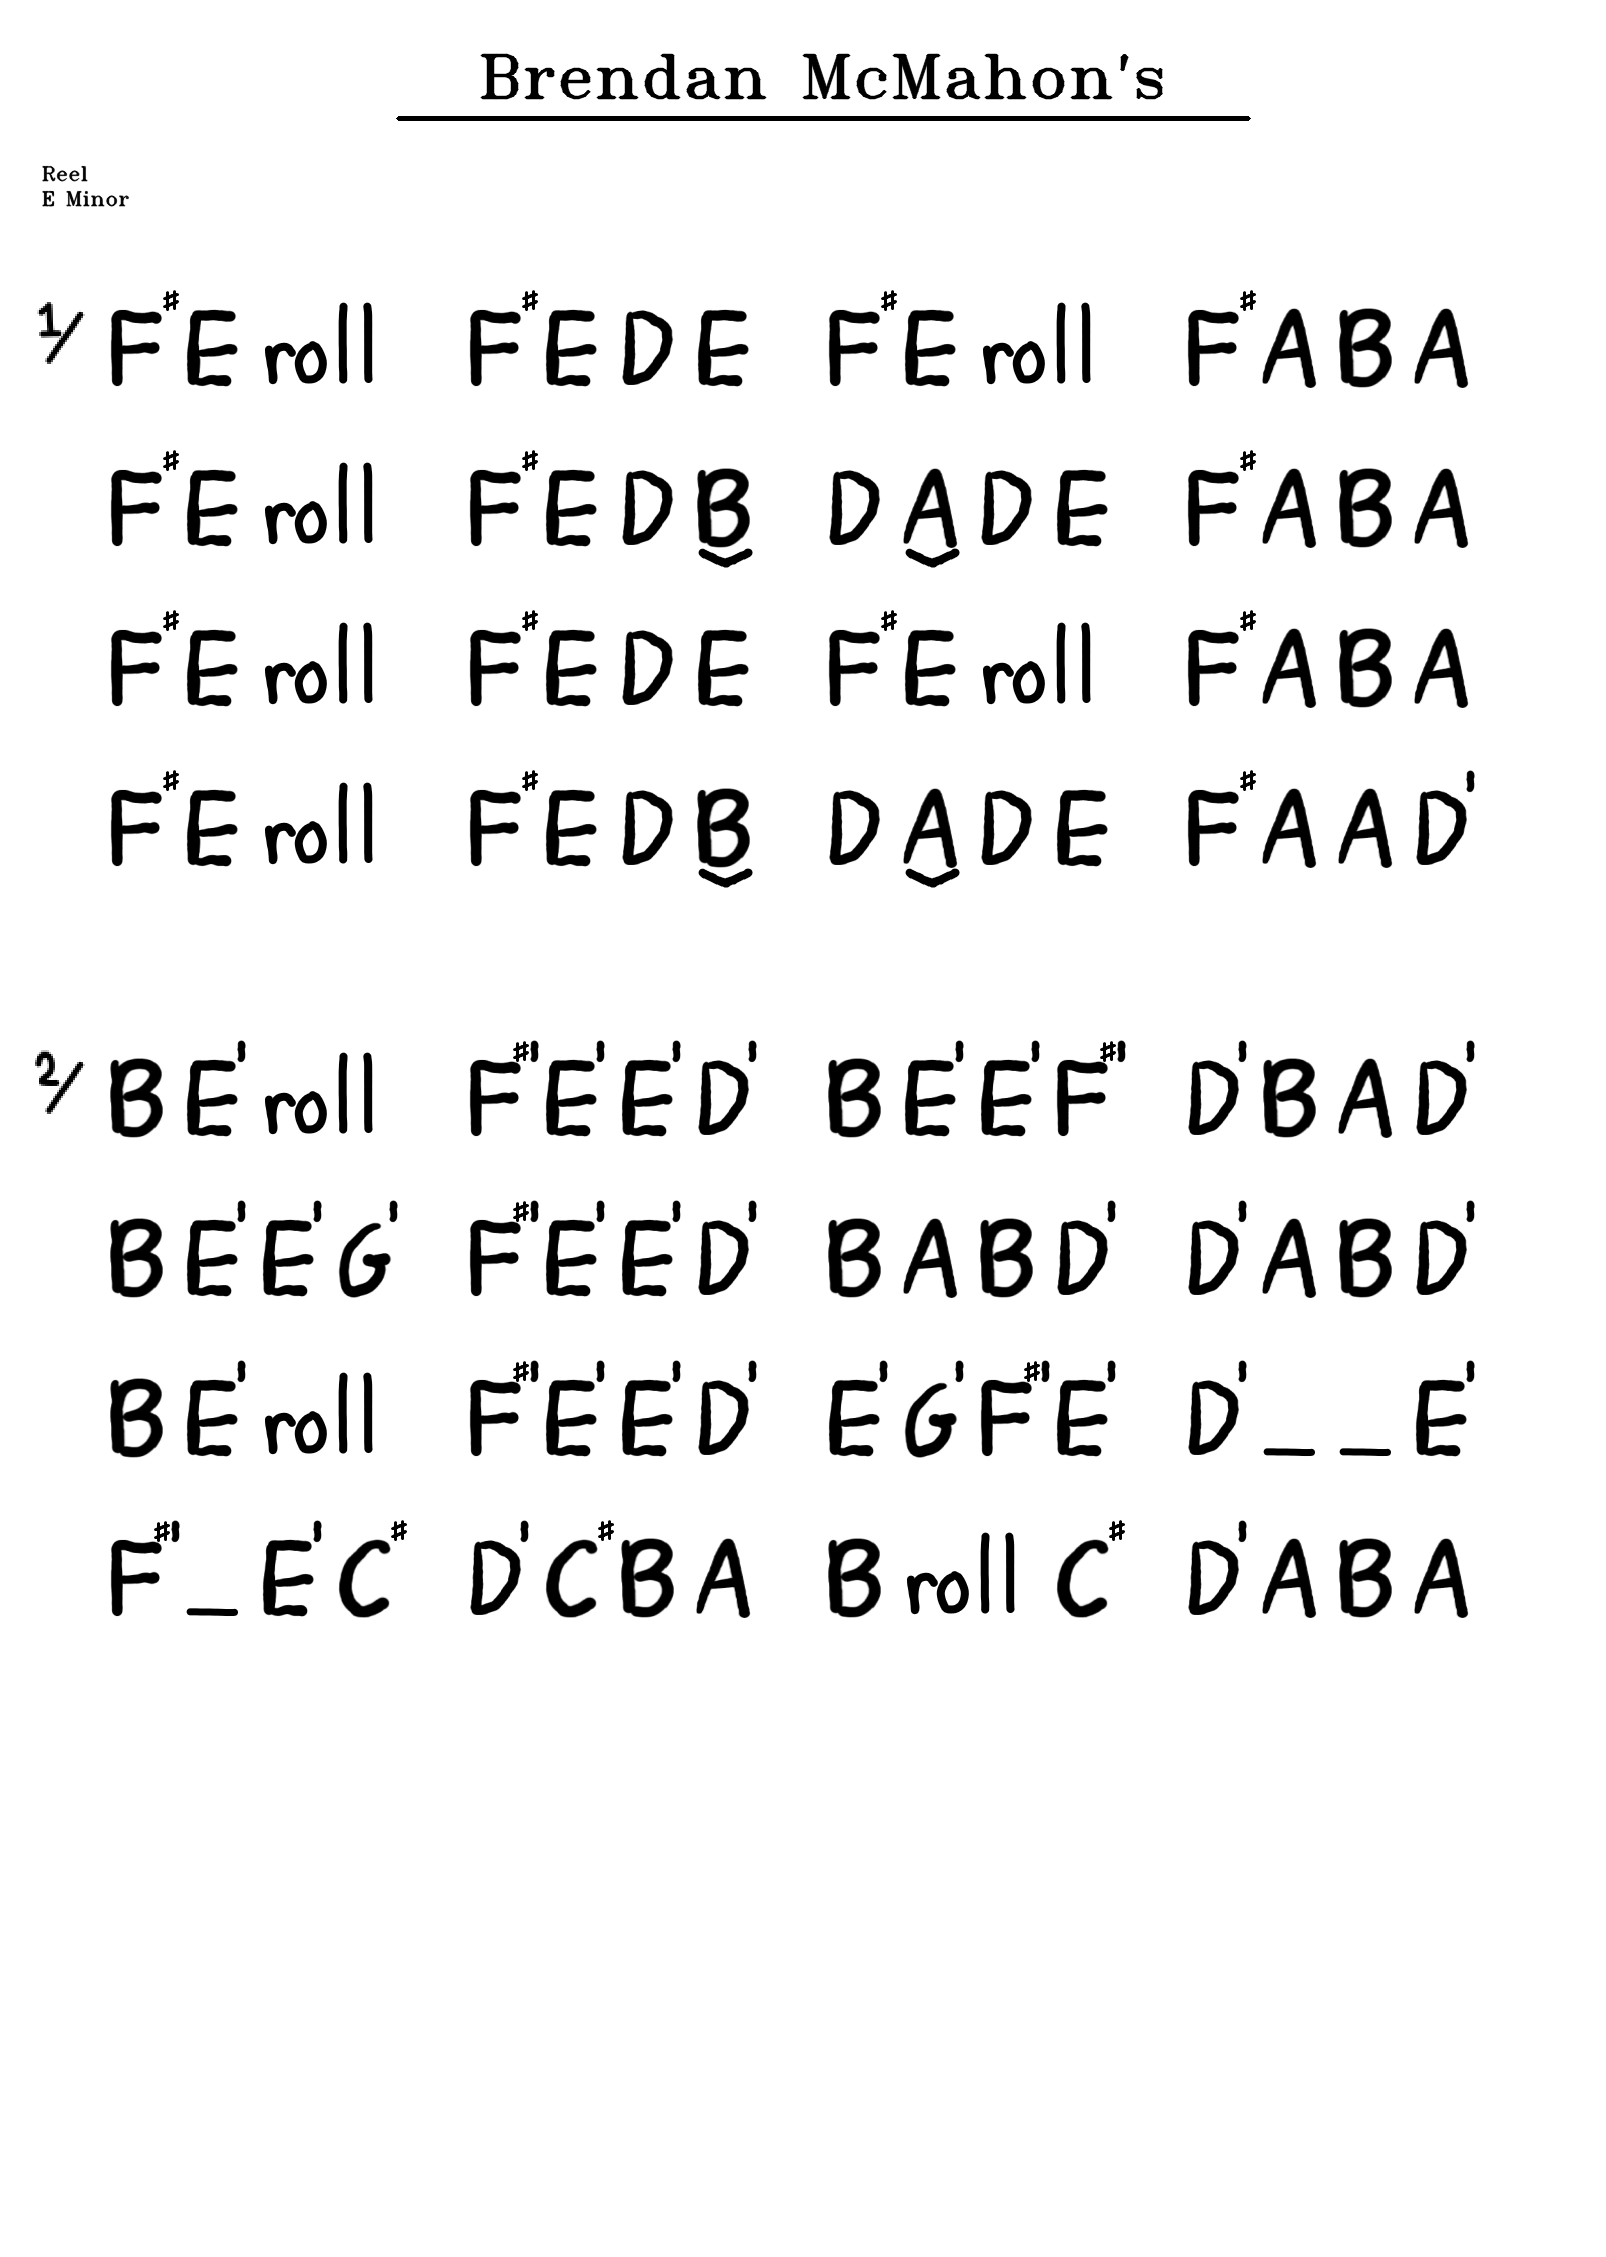 Brendan McMahon's
Reel
E Minor
1/ F♯ E roll F♯ E D E F♯ E roll F♯ A B A
F♯ E roll F♯ E D B̬ D A̬ D E F♯ A B A
F♯ E roll F♯ E D E F♯ E roll F♯ A B A
F♯ E roll F♯ E D B̬ D A̬ D E F♯ A A D'
2/ B E' roll F♯' E' E' D' B E' E' F♯' D' B A D'
B E' E' G' F♯' E' E' D' B A B D' D' A B D'
B E' roll F♯' E' E' D' E' G' F♯' E' D' _ _ E'
F♯' _ E' C♯ D' C♯ B A B roll C♯ D' A B A